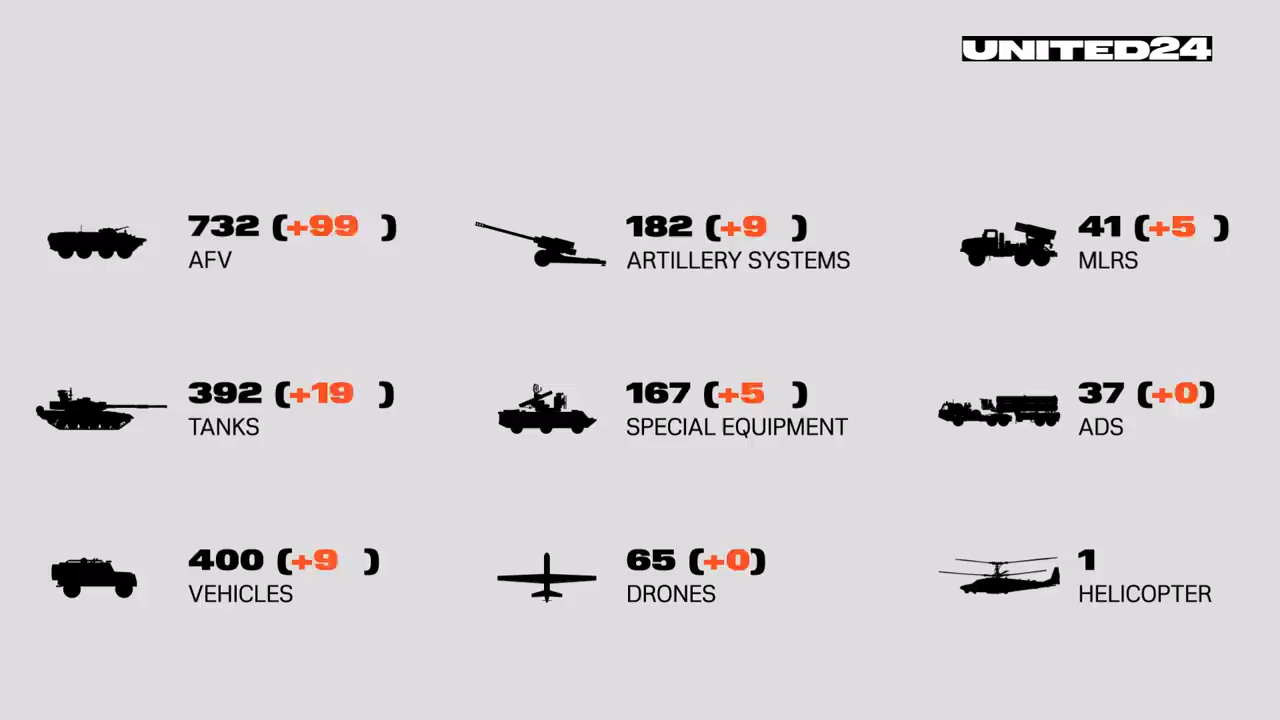 UNITED24
732 (+99 )
AFV
182 (+9 )
ARTILLERY SYSTEMS
41 (+5 )
MLRS
392 (+19 )
TANKS
167 (+5 )
SPECIAL EQUIPMENT
37 (+0)
ADS
400 (+9 )
VEHICLES
65 (+0)
DRONES
1
HELICOPTER